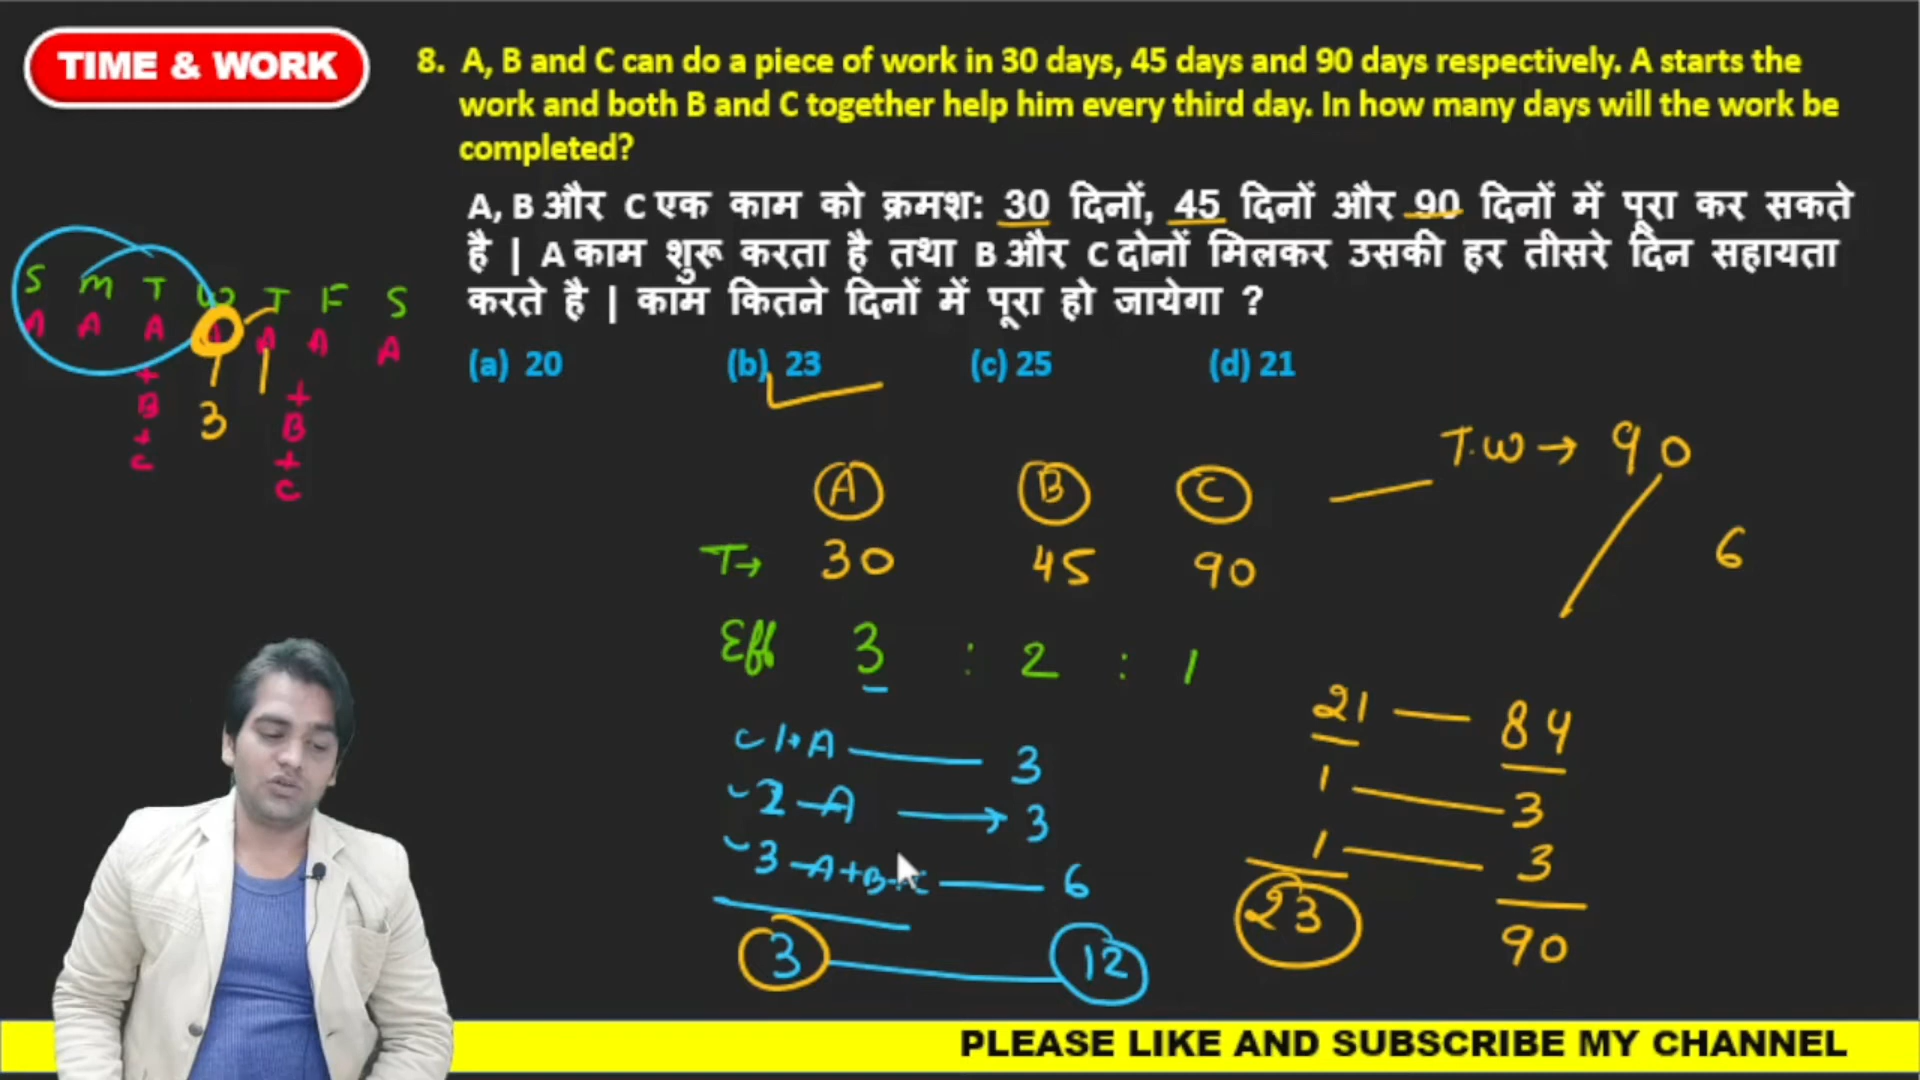 TIME & WORK
8. A, B and C can do a piece of work in 30 days, 45 days and 90 days respectively. A starts the
work and both B and C together help him every third day. In how many days will the work be
completed?
A, B और C एक काम को क्रमश: 30 दिनों, 45 दिनों और 90 दिनों में पूरा कर सकते
है | A काम शुरू करता है तथा B और C दोनों मिलकर उसकी हर तीसरे दिन सहायता
करते है | काम कितने दिनों में पूरा हो जायेगा ?
(a) 20 (b) 23 (c) 25 (d) 21
S M T W T F S
A A A A A A
+ +
B B
+ +
C C
3
T.W → 90
6
A B C
T→ 30 45 90
Eff 3 : 2 : 1
1→A — 3
2-A → 3
3-A+B+C — 6
3 — 12
21 — 84
1 — 3
1 — 3
23 90
PLEASE LIKE AND SUBSCRIBE MY CHANNEL